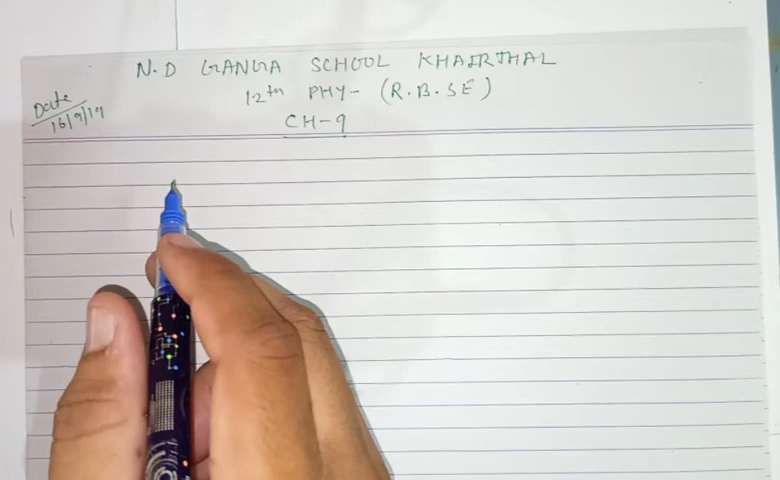 N.D GANGA SCHOOL KHAIRTHAL
12th PHY- (R.B.SE)
Date
16/9/19
CH-9